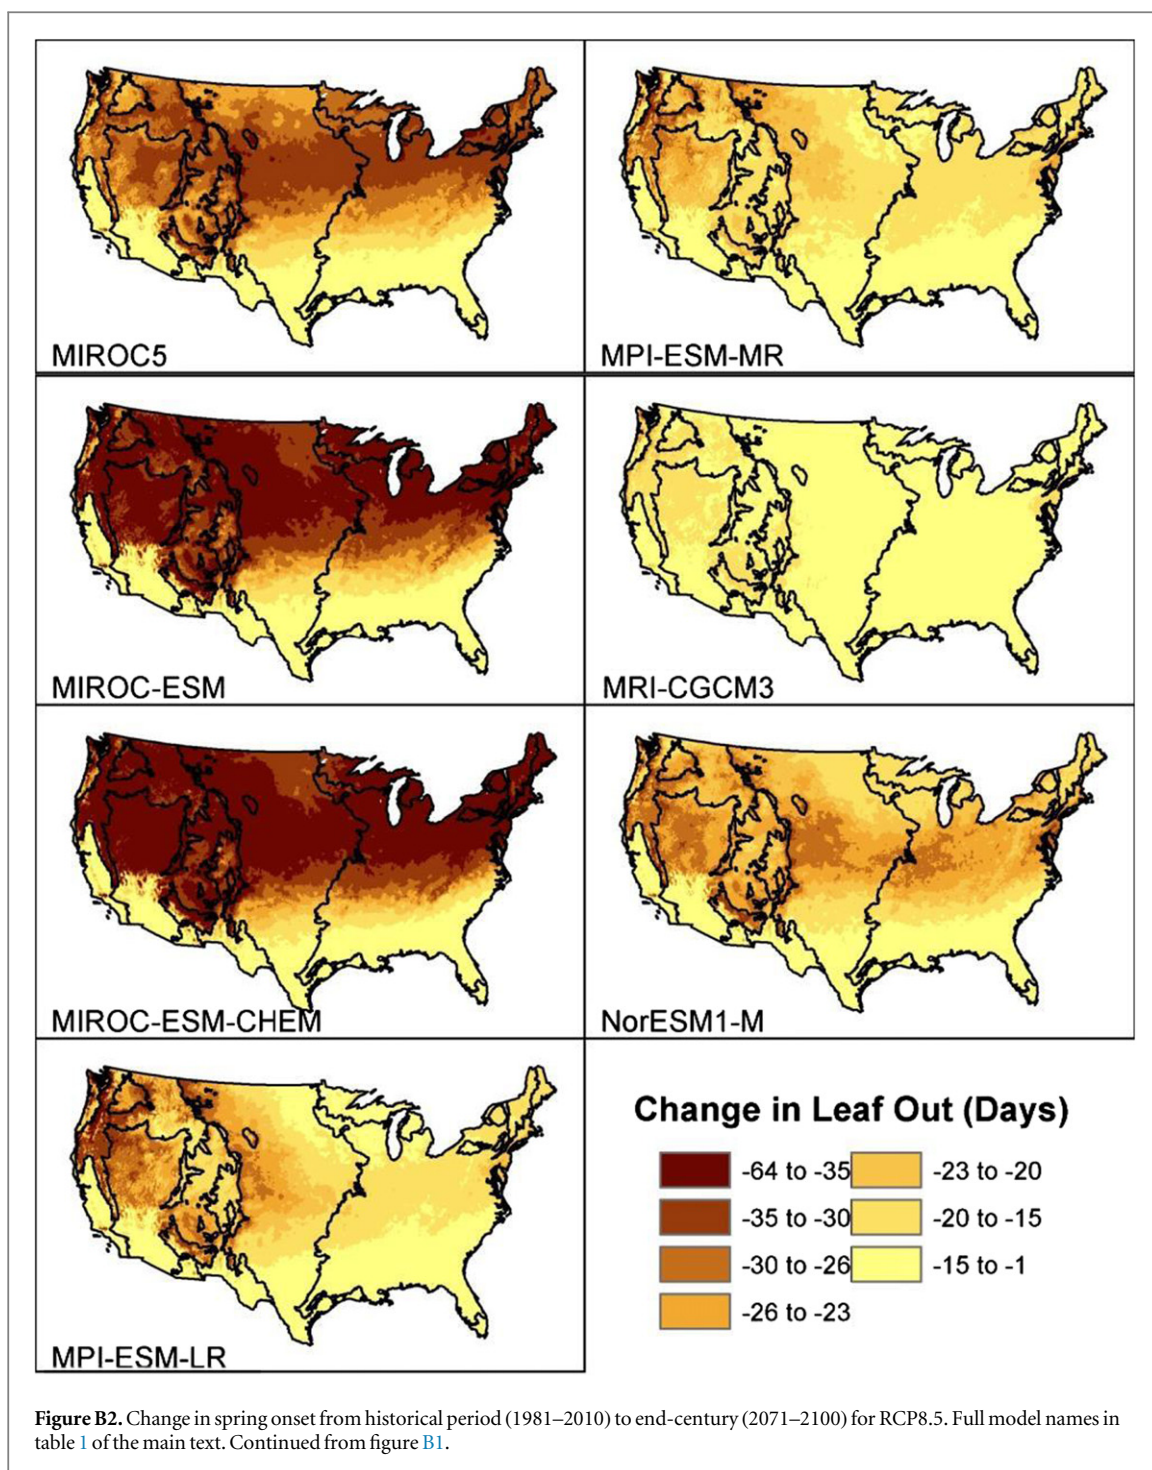 MIROC5
MPI-ESM-MR
MIROC-ESM
MRI-CGCM3
MIROC-ESM-CHEM
NorESM1-M
MPI-ESM-LR
Change in Leaf Out (Days)
-64 to -35
-35 to -30
-30 to -26
-26 to -23
-23 to -20
-20 to -15
-15 to -1
Figure B2. Change in spring onset from historical period (1981–2010) to end-century (2071–2100) for RCP8.5. Full model names in
table 1 of the main text. Continued from figure B1.